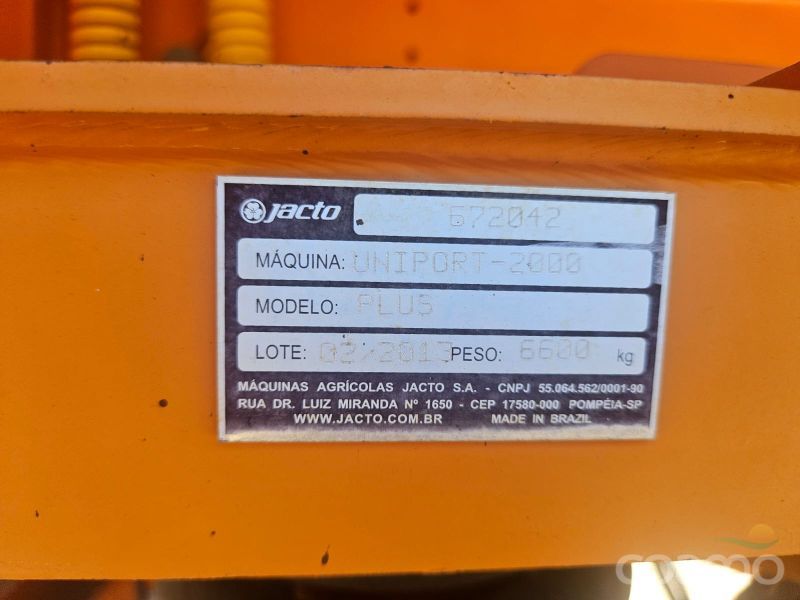 Jacto 672042
MÁQUINA: UNIPORT-2000
MODELO: PLUS
LOTE: 02/2013 PESO: 6600 kg
MÁQUINAS AGRÍCOLAS JACTO S.A. - CNPJ 55.064.562/0001-90
RUA DR. LUIZ MIRANDA Nº 1650 - CEP 17580-000 POMPÉIA-SP
WWW.JACTO.COM.BR MADE IN BRAZIL